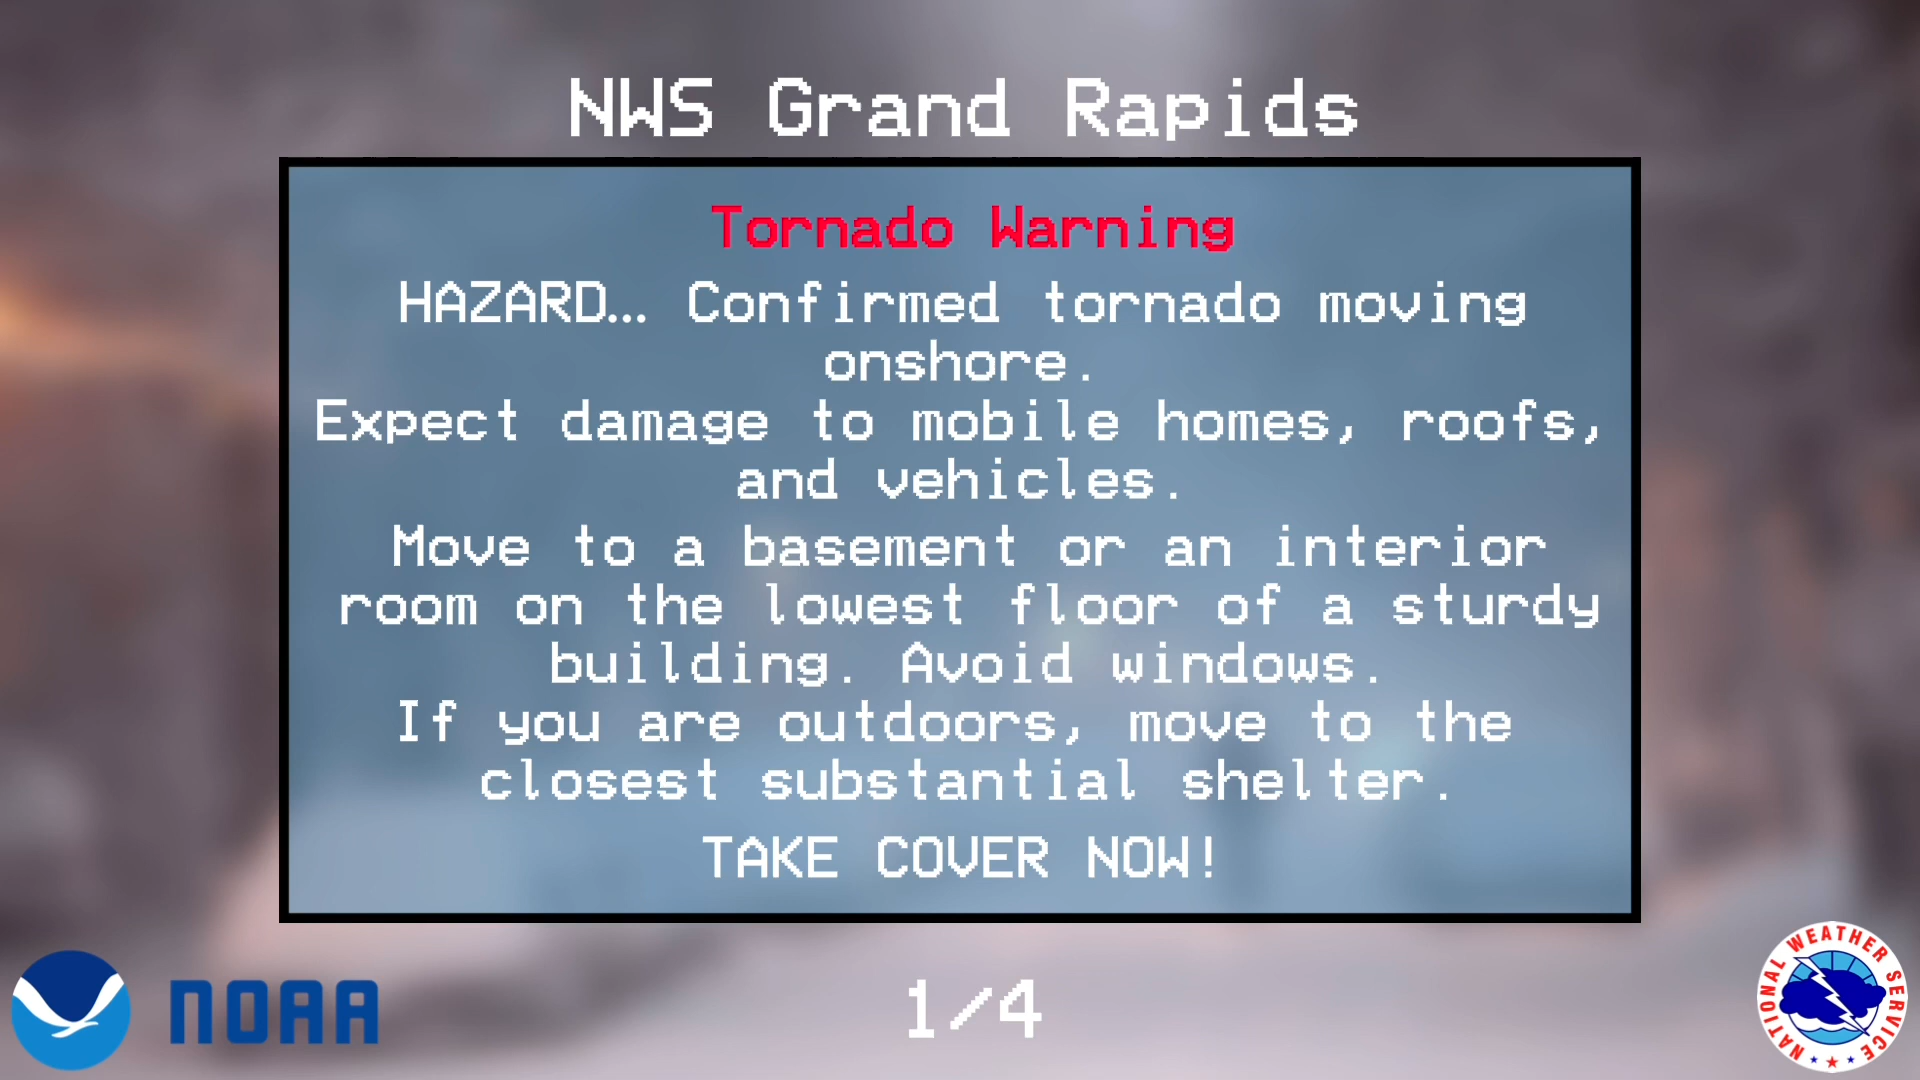 NWS Grand Rapids
Tornado Warning
HAZARD... Confirmed tornado moving
onshore.
Expect damage to mobile homes, roofs,
and vehicles.
Move to a basement or an interior
room on the lowest floor of a sturdy
building. Avoid windows.
If you are outdoors, move to the
closest substantial shelter.
TAKE COVER NOW!
NOAA
1/4
NATIONAL WEATHER SERVICE